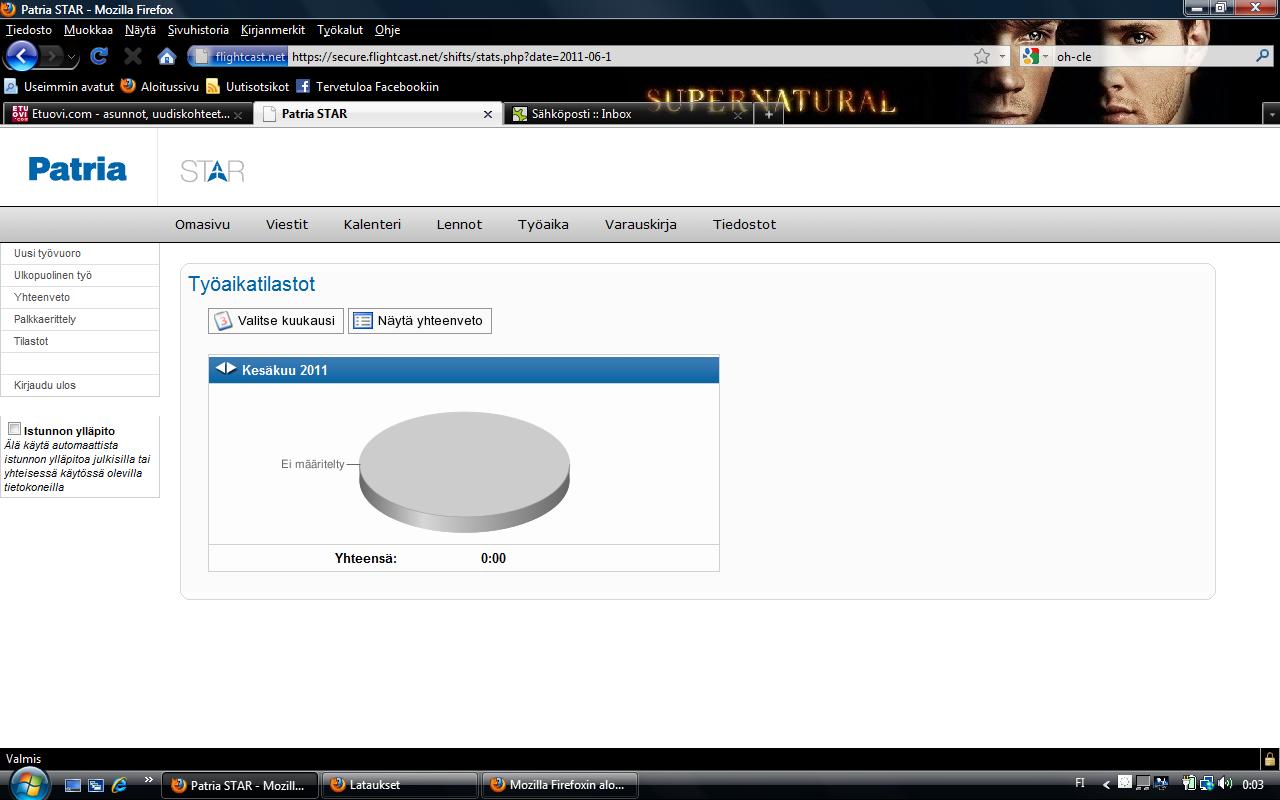 Patria STAR - Mozilla Firefox
Tiedosto Muokkaa Näytä Sivuhistoria Kirjanmerkit Työkalut Ohje
flightcast.net https://secure.flightcast.net/shifts/stats.php?date=2011-06-1 oh-cle
Useimmin avatut Aloitussivu Uutisotsikot Tervetuloa Facebookiin
SUPERNATURAL
ETUOVI.COM Etuovi.com - asunnot, uudiskohteet... Patria STAR Sähköposti :: Inbox
Patria STAR
Omasivu Viestit Kalenteri Lennot Työaika Varauskirja Tiedostot
Uusi työvuoro
Ulkopuolinen työ
Yhteenveto
Palkkaerittely
Tilastot
Kirjaudu ulos
Istunnon ylläpito
Älä käytä automaattista
istunnon ylläpitoa julkisilla tai
yhteisessä käytössä olevilla
tietokoneilla
Työaikatilastot
3 Valitse kuukausi Näytä yhteenveto
Kesäkuu 2011
Ei määritelty
Yhteensä: 0:00
Valmis
Patria STAR - Mozill... Lataukset Mozilla Firefoxin alo... FI 0:03